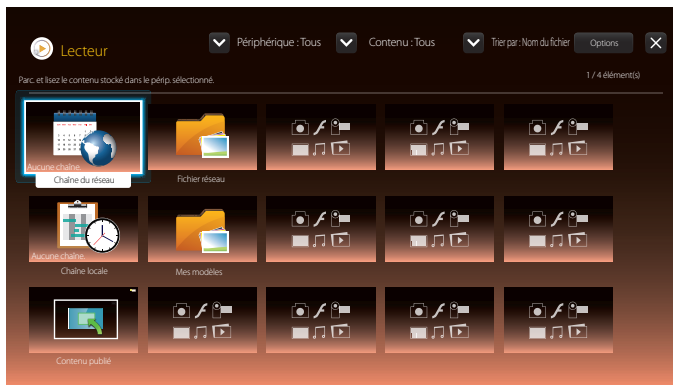 Lecteur
Périphérique : Tous
Contenu : Tous
Trier par : Nom du fichier
Options
Parc. et lisez le contenu stocké dans le périp. sélectionné.
1 / 4 élément(s)
Aucune chaîne.
Chaîne du réseau
Fichier réseau
Aucune chaîne.
Chaîne locale
Mes modèles
Contenu publié